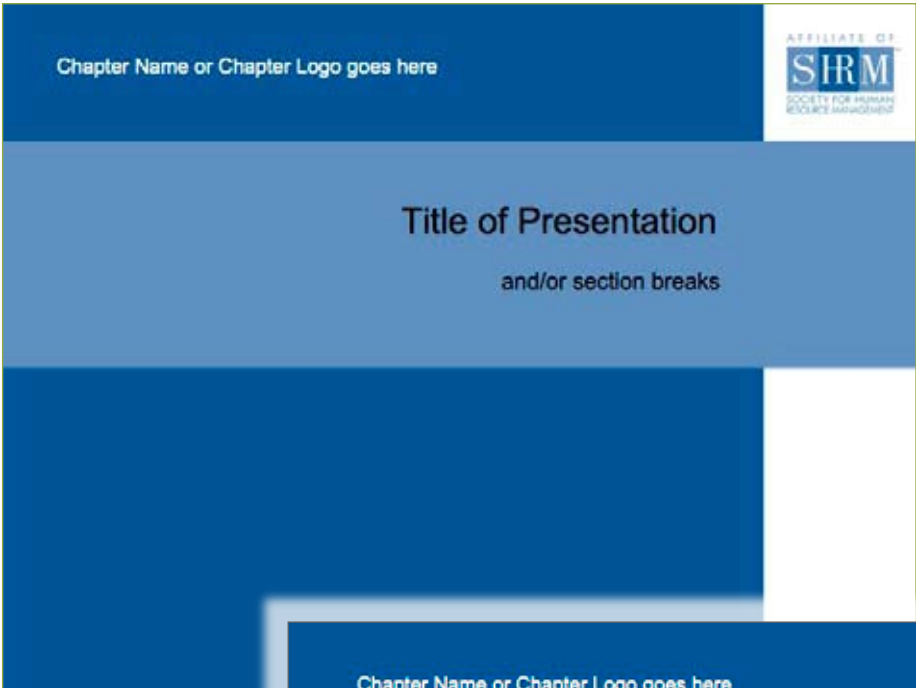 Chapter Name or Chapter Logo goes here
AFFILIATE OF
SHRM
SOCIETY FOR HUMAN
RESOURCE MANAGEMENT
Title of Presentation
and/or section breaks
Chapter Name or Chapter Logo goes here